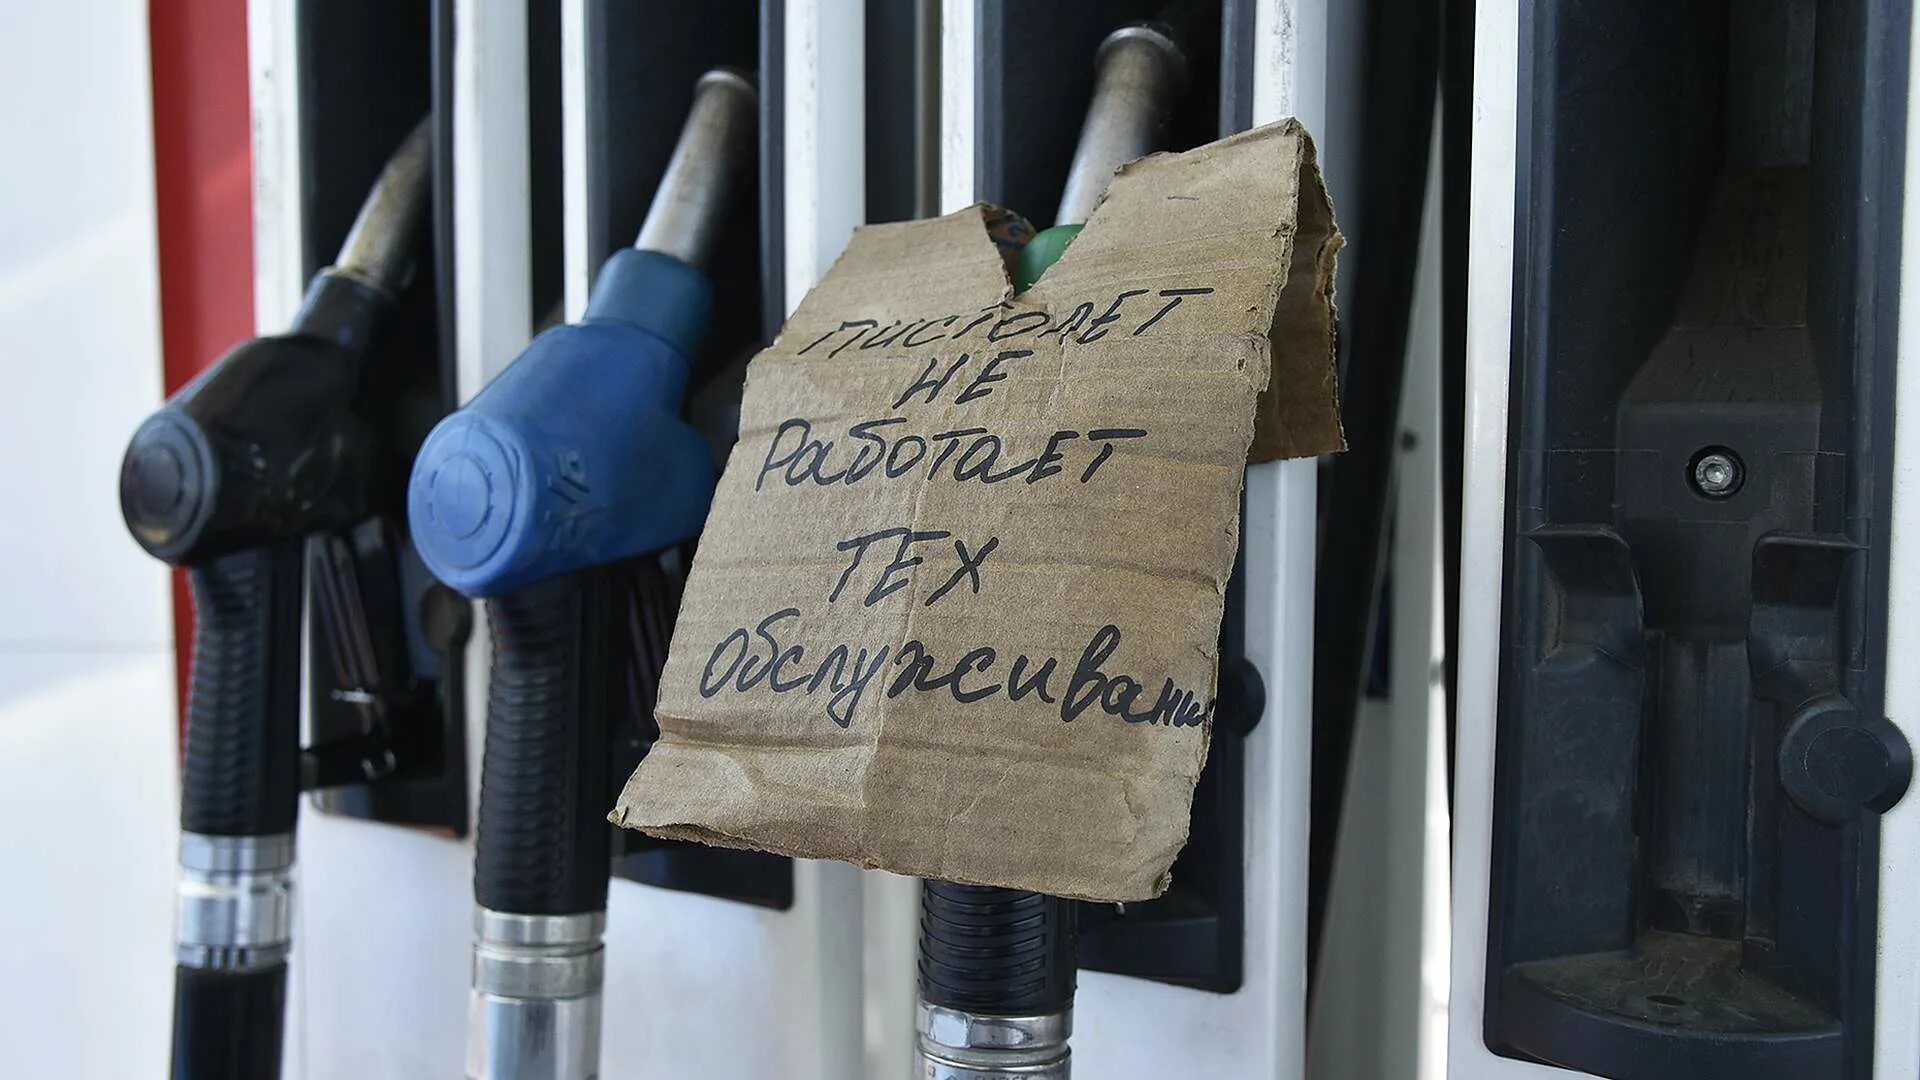 ПИСТОЛЕТ
НЕ
РАбОТаЕТ
ТЕХ
Обслуживани